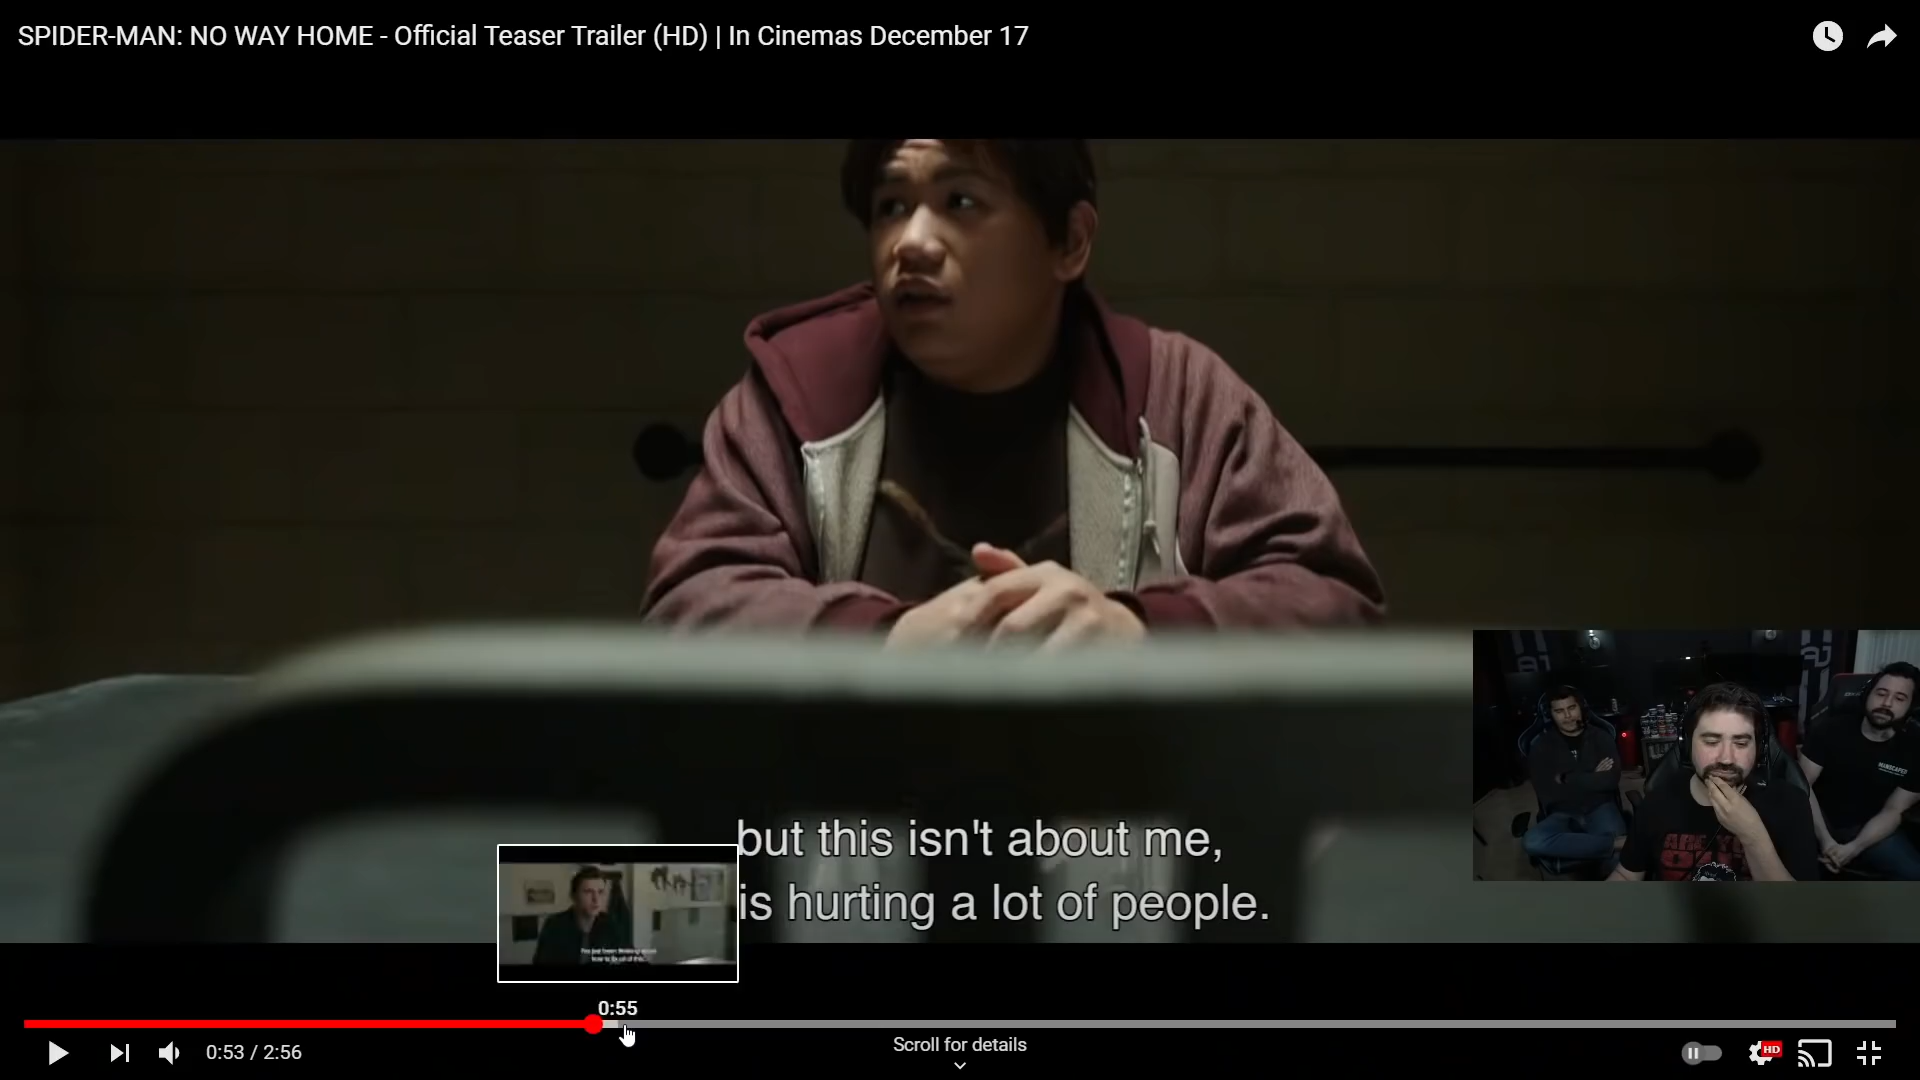 SPIDER-MAN: NO WAY HOME - Official Teaser Trailer (HD) | In Cinemas December 17
but this isn't about me,
is hurting a lot of people.
MANSCAPED
0:55
0:53 / 2:56
Scroll for details
HD